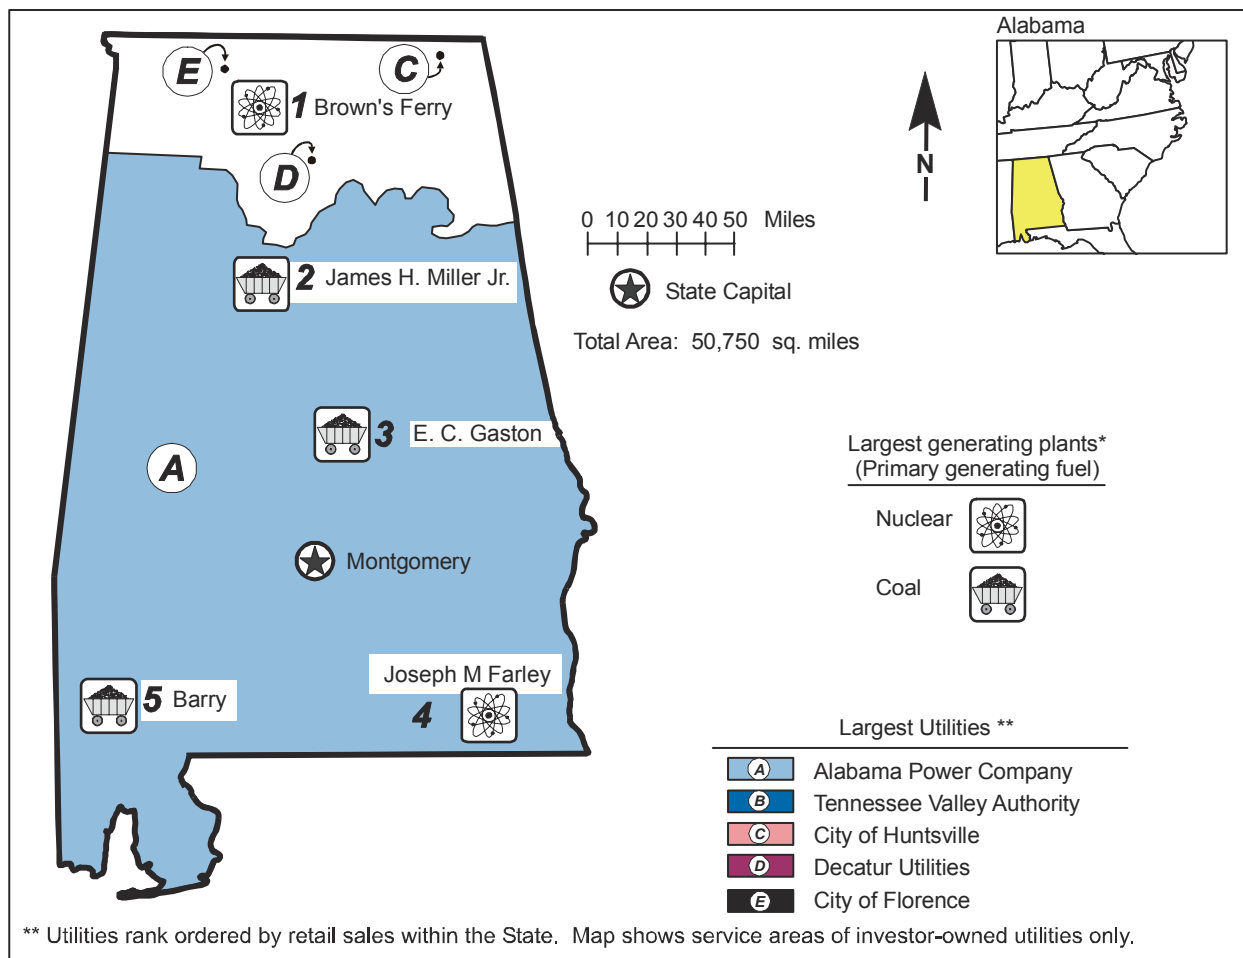 Alabama
E
C
1 Brown's Ferry
D
N
0 10 20 30 40 50 Miles
2 James H. Miller Jr.
State Capital
Total Area: 50,750 sq. miles
3 E. C. Gaston
A
Largest generating plants*
(Primary generating fuel)
Nuclear
Coal
Montgomery
Joseph M Farley
4
5 Barry
Largest Utilities **
A Alabama Power Company
B Tennessee Valley Authority
C City of Huntsville
D Decatur Utilities
E City of Florence
** Utilities rank ordered by retail sales within the State. Map shows service areas of investor-owned utilities only.